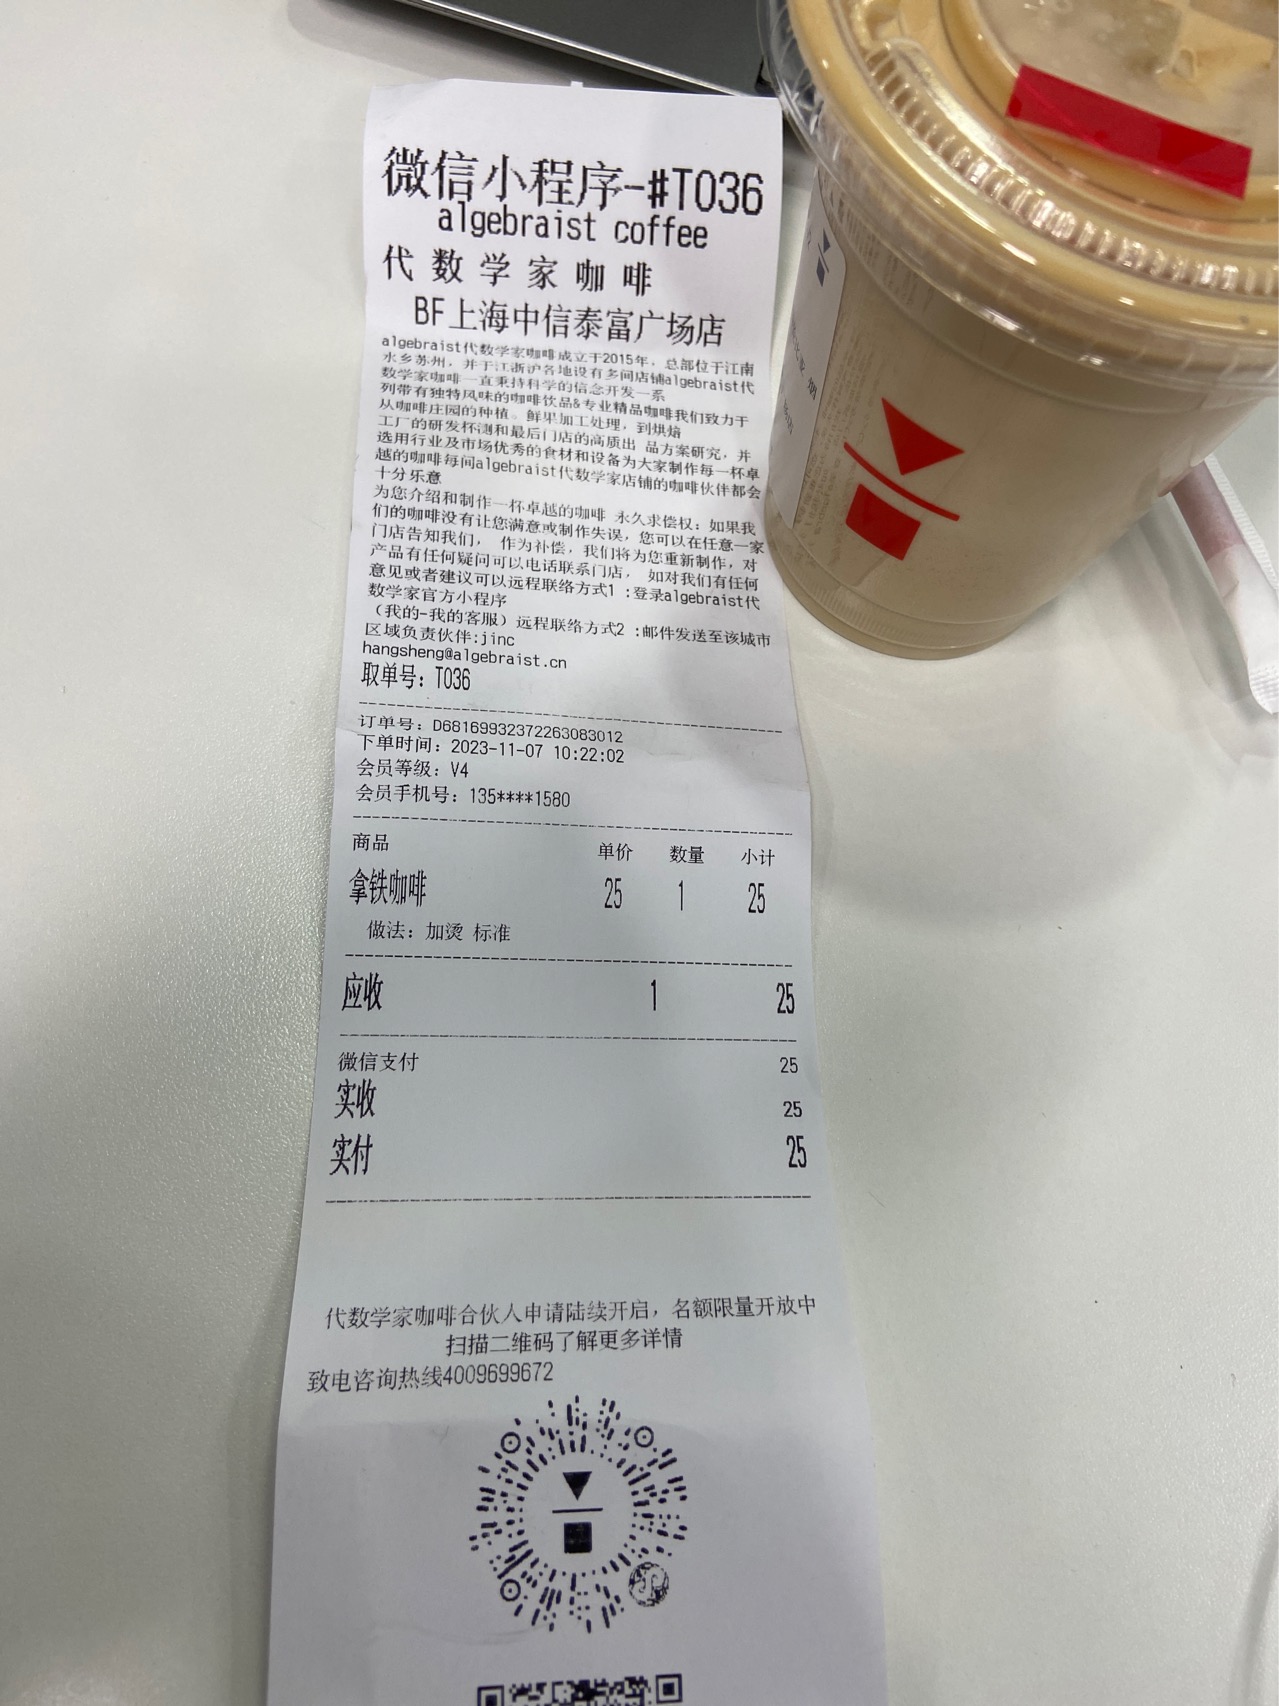 微信小程序-#T036
algebraist coffee
代数学家咖啡
BF上海中信泰富广场店
algebraist代数学家咖啡成立于2015年，总部位于江南
水乡苏州，并于江浙沪各地设有多间店铺algebraist代
数学家咖啡一直秉持科学的信念开发一系
列带有独特风味的咖啡饮品&专业精品咖啡我们致力于
从咖啡庄园的种植。鲜果加工处理，到烘焙
工厂的研发杯测和最后门店的高质出 品方案研究，并
选用行业及市场优秀的食材和设备为大家制作每一杯卓
越的咖啡每间algebraist代数学家店铺的咖啡伙伴都会
十分乐意
为您介绍和制作一杯卓越的咖啡 永久求偿权：如果我
们的咖啡没有让您满意或制作失误，您可以在任意一家
门店告知我们， 作为补偿，我们将为您重新制作，对
产品有任何疑问可以电话联系门店， 如对我们有任何
意见或者建议可以远程联络方式1 :登录algebraist代
数学家官方小程序
（我的-我的客服）远程联络方式2 :邮件发送至该城市
区域负责伙伴:jinc
hangsheng@algebraist.cn
取单号：T036
订单号：D68169932372263083012
下单时间：2023-11-07 10:22:02
会员等级：V4
会员手机号：135****1580
商品 单价 数量 小计
拿铁咖啡 25 1 25
做法：加烫 标准
应收 1 25
微信支付 25
实收 25
实付 25
代数学家咖啡合伙人申请陆续开启，名额限量开放中
扫描二维码了解更多详情
致电咨询热线4009699672